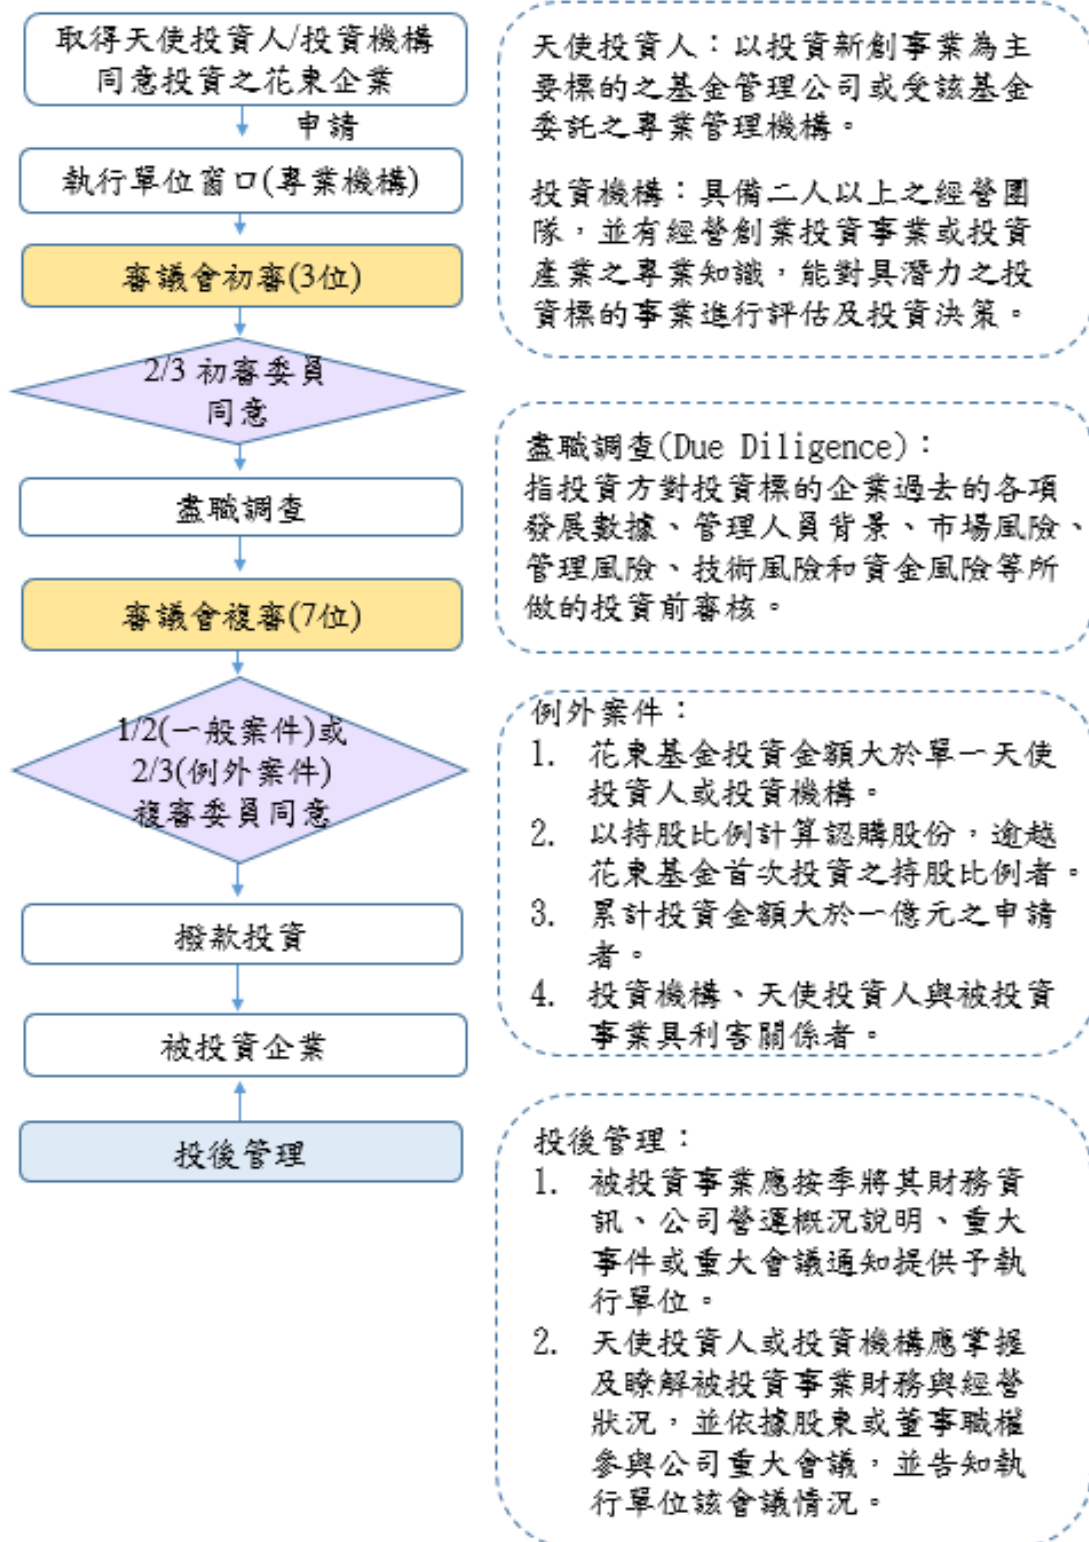 取得天使投資人/投資機構
同意投資之花東企業
申請
執行單位窗口(專業機構)
審議會初審(3位)
2/3 初審委員
同意
盡職調查
審議會複審(7位)
1/2(一般案件)或
2/3(例外案件)
複審委員同意
撥款投資
被投資企業
投後管理
天使投資人：以投資新創事業為主
要標的之基金管理公司或受該基金
委託之專業管理機構。
投資機構：具備二人以上之經營團
隊，並有經營創業投資事業或投資
產業之專業知識，能對具潛力之投
資標的事業進行評估及投資決策。
盡職調查(Due Diligence)：
指投資方對投資標的企業過去的各項
發展數據、管理人員背景、市場風險、
管理風險、技術風險和資金風險等所
做的投資前審核。
例外案件：
1. 花東基金投資金額大於單一天使
投資人或投資機構。
2. 以持股比例計算認購股份，逾越
花東基金首次投資之持股比例者。
3. 累計投資金額大於一億元之申請
者。
4. 投資機構、天使投資人與被投資
事業具利害關係者。
投後管理：
1. 被投資事業應按季將其財務資
訊、公司營運概況說明、重大
事件或重大會議通知提供予執
行單位。
2. 天使投資人或投資機構應掌握
及瞭解被投資事業財務與經營
狀況，並依據股東或董事職權
參與公司重大會議，並告知執
行單位該會議情況。